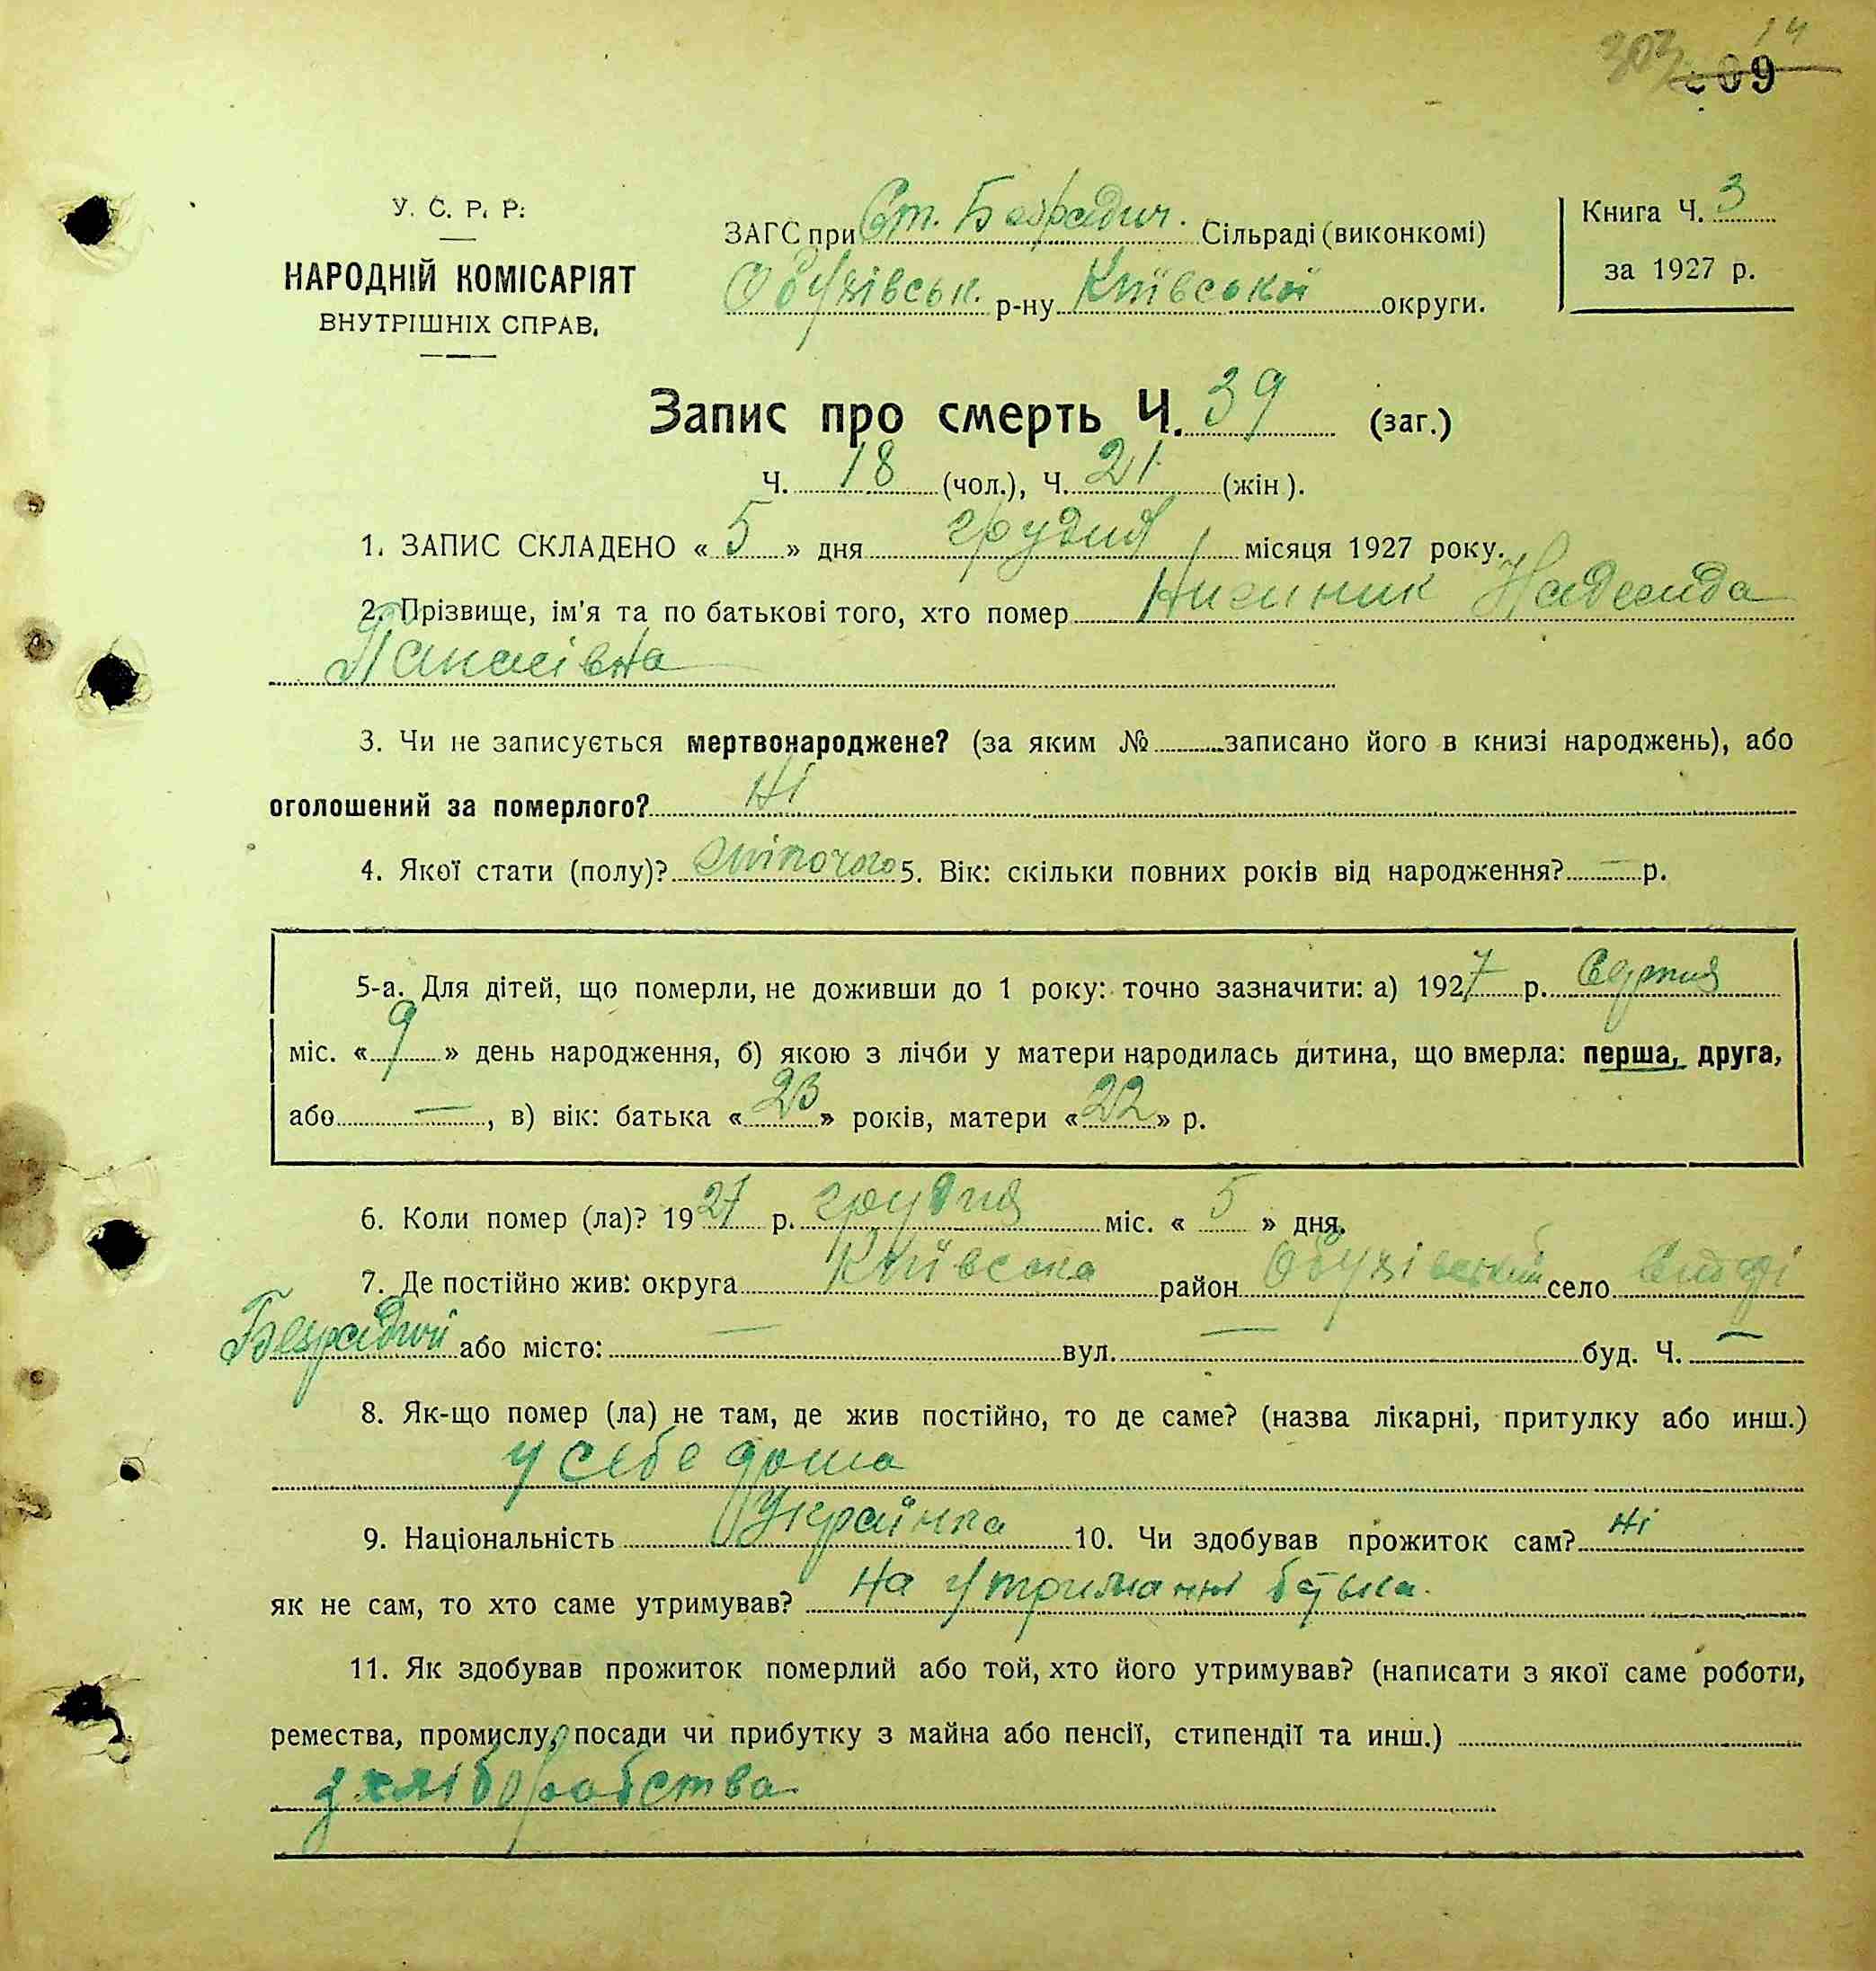 14
303
09
У. С. Р. Р.
НАРОДНІЙ КОМІСАРІЯТ
ВНУТРІШНІХ СПРАВ.
ЗАГС при Ст. Безрадич. Сільраді (виконкомі)
Обухівськ. р-ну Київської округи.
Книга Ч. 3
за 1927 р.
Запис про смерть Ч. 39 (заг.)
Ч. 18 (чол.), Ч. 21 (жін).
1. ЗАПИС СКЛАДЕНО « 5 » дня грудня місяця 1927 року.
2. Прізвище, ім'я та по батькові того, хто помер Надежда
Панасівна
3. Чи не записується мертвонароджене? (за яким № записано його в книзі народжень), або
оголошений за померлого? Ні
4. Якої стати (полу)? жіночого 5. Вік: скільки повних років від народження? — р.
5-а. Для дітей, що померли, не доживши до 1 року: точно зазначити: а) 1927 р. Серпня
міс. « 9 » день народження, б) якою з лічби у матери народилась дитина, що вмерла: перша, друга,
або —, в) вік: батька « 23 » років, матери « 22 » р.
6. Коли помер (ла)? 1927 р. грудня міс. « 5 » дня.
7. Де постійно жив: округа Київська район Обухівський село
Безрадичі або місто: — вул. — буд. Ч. —
8. Як-що помер (ла) не там, де жив постійно, то де саме? (назва лікарні, притулку або инш.)
у себе дома
9. Національність Українка 10. Чи здобував прожиток сам? Ні
як не сам, то хто саме утримував? На утриманні батька.
11. Як здобував прожиток померлий або той, хто його утримував? (написати з якої саме роботи,
ремества, промислу, посади чи прибутку з майна або пенсії, стипендії та инш.)
з хліборобства